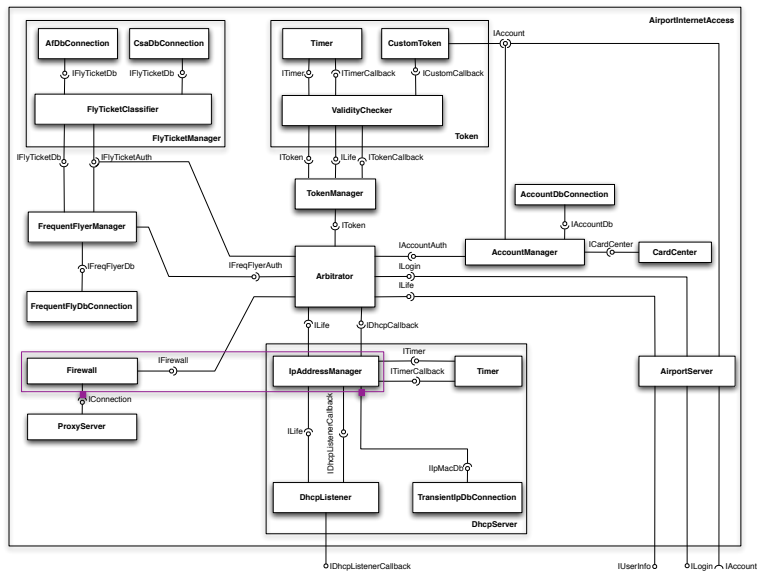 AirportInternetAccess
IAccount
AfDbConnection
CsaDbConnection
Timer
CustomToken
IFlyTicketDb
IFlyTicketDb
ITimer
ITimerCallback
ICustomCallback
FlyTicketClassifier
ValidityChecker
FlyTicketManager
Token
IFlyTicketDb
IFlyTicketAuth
IToken
ILife
ITokenCallback
TokenManager
AccountDbConnection
FrequentFlyerManager
IToken
IAccountDb
IAccountAuth
AccountManager
ICardCenter
CardCenter
IFreqFlyerDb
IFreqFlyerAuth
Arbitrator
ILogin
ILife
FrequentFlyDbConnection
ILife
IDhcpCallback
Firewall
IFirewall
IpAddressManager
ITimer
ITimerCallback
Timer
AirportServer
IConnection
ProxyServer
ILife
IDhcpListenerCallback
IIpMacDb
DhcpListener
TransientIpDbConnection
DhcpServer
IDhcpListenerCallback
IUserInfo
ILogin
IAccount